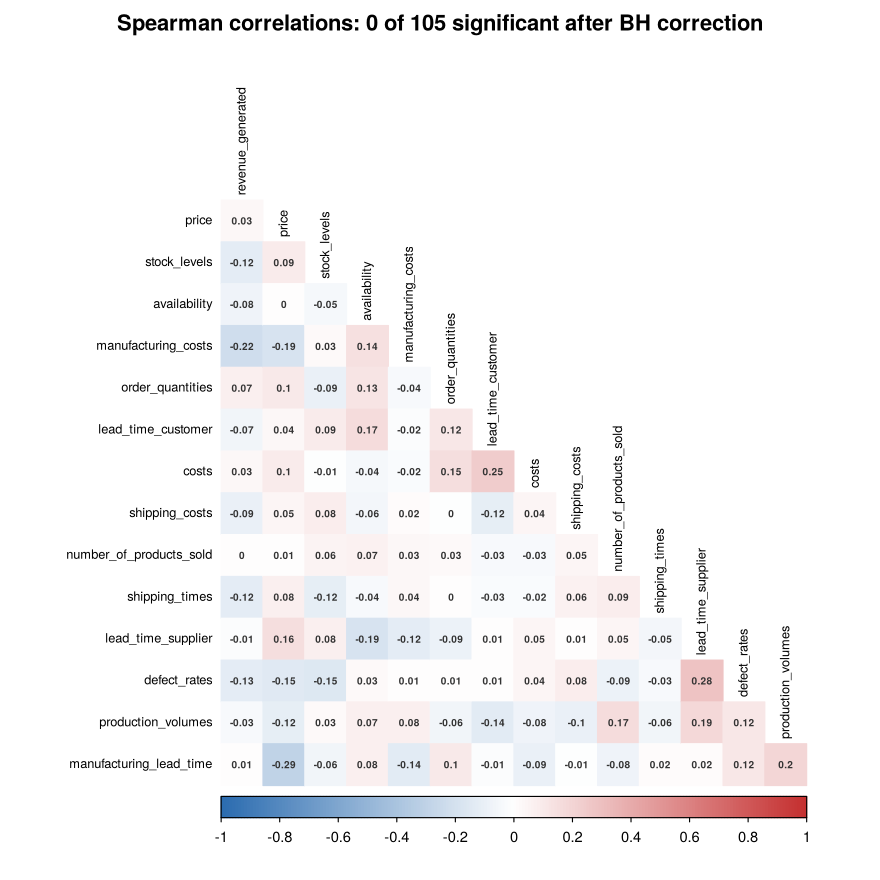 Spearman correlations: 0 of 105 significant after BH correction
revenue_generated
price 0.03 price
stock_levels -0.12 0.09 stock_levels
availability -0.08 0 -0.05 availability
manufacturing_costs -0.22 -0.19 0.03 0.14 manufacturing_costs
order_quantities 0.07 0.1 -0.09 0.13 -0.04 order_quantities
lead_time_customer -0.07 0.04 0.09 0.17 -0.02 0.12 lead_time_customer
costs 0.03 0.1 -0.01 -0.04 -0.02 0.15 0.25 costs
shipping_costs -0.09 0.05 0.08 -0.06 0.02 0 -0.12 0.04 shipping_costs
number_of_products_sold 0 0.01 0.06 0.07 0.03 0.03 -0.03 -0.03 0.05 number_of_products_sold
shipping_times -0.12 0.08 -0.12 -0.04 0.04 0 -0.03 -0.02 0.06 0.09 shipping_times
lead_time_supplier -0.01 0.16 0.08 -0.19 -0.12 -0.09 0.01 0.05 0.01 0.05 -0.05 lead_time_supplier
defect_rates -0.13 -0.15 -0.15 0.03 0.01 0.01 0.01 0.04 0.08 -0.09 -0.03 0.28 defect_rates
production_volumes -0.03 -0.12 0.03 0.07 0.08 -0.06 -0.14 -0.08 -0.1 0.17 -0.06 0.19 0.12 production_volumes
manufacturing_lead_time 0.01 -0.29 -0.06 0.08 -0.14 0.1 -0.01 -0.09 -0.01 -0.08 0.02 0.02 0.12 0.2
-1 -0.8 -0.6 -0.4 -0.2 0 0.2 0.4 0.6 0.8 1